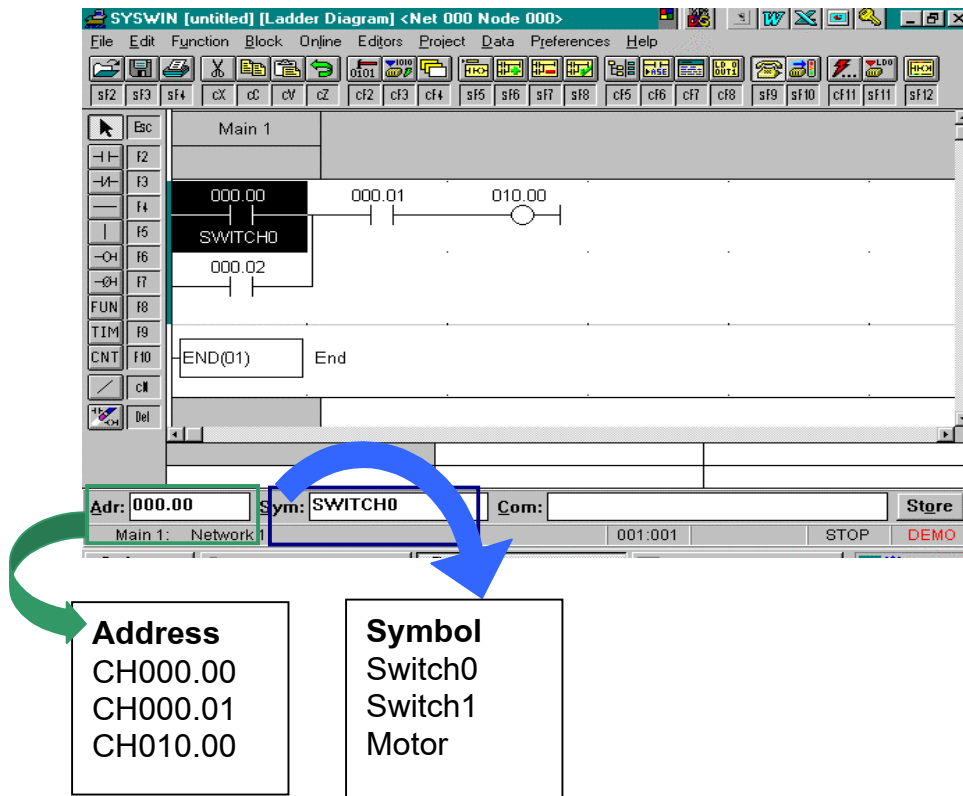 SYSWIN [untitled] [Ladder Diagram] <Net 000 Node 000>
File Edit Function Block Online Editors Project Data Preferences Help
sF2 sF3 sF4 cX cC cV cZ cF2 cF3 cF4 sF5 sF6 sF7 sF8 cF5 cF6 cF7 cF8 sF9 sF10 cF11 sF11 sF12
Esc
F2
F3
F4
F5
F6
F7
FUN F8
TIM F9
CNT F10
Del
Main 1
000.00 000.01 010.00
SWITCH0
000.02
END(01) End
Adr: 000.00 Sym: SWITCH0 Com: Store
Main 1: Network 1 001:001 STOP DEMO
Address
CH000.00
CH000.01
CH010.00
Symbol
Switch0
Switch1
Motor